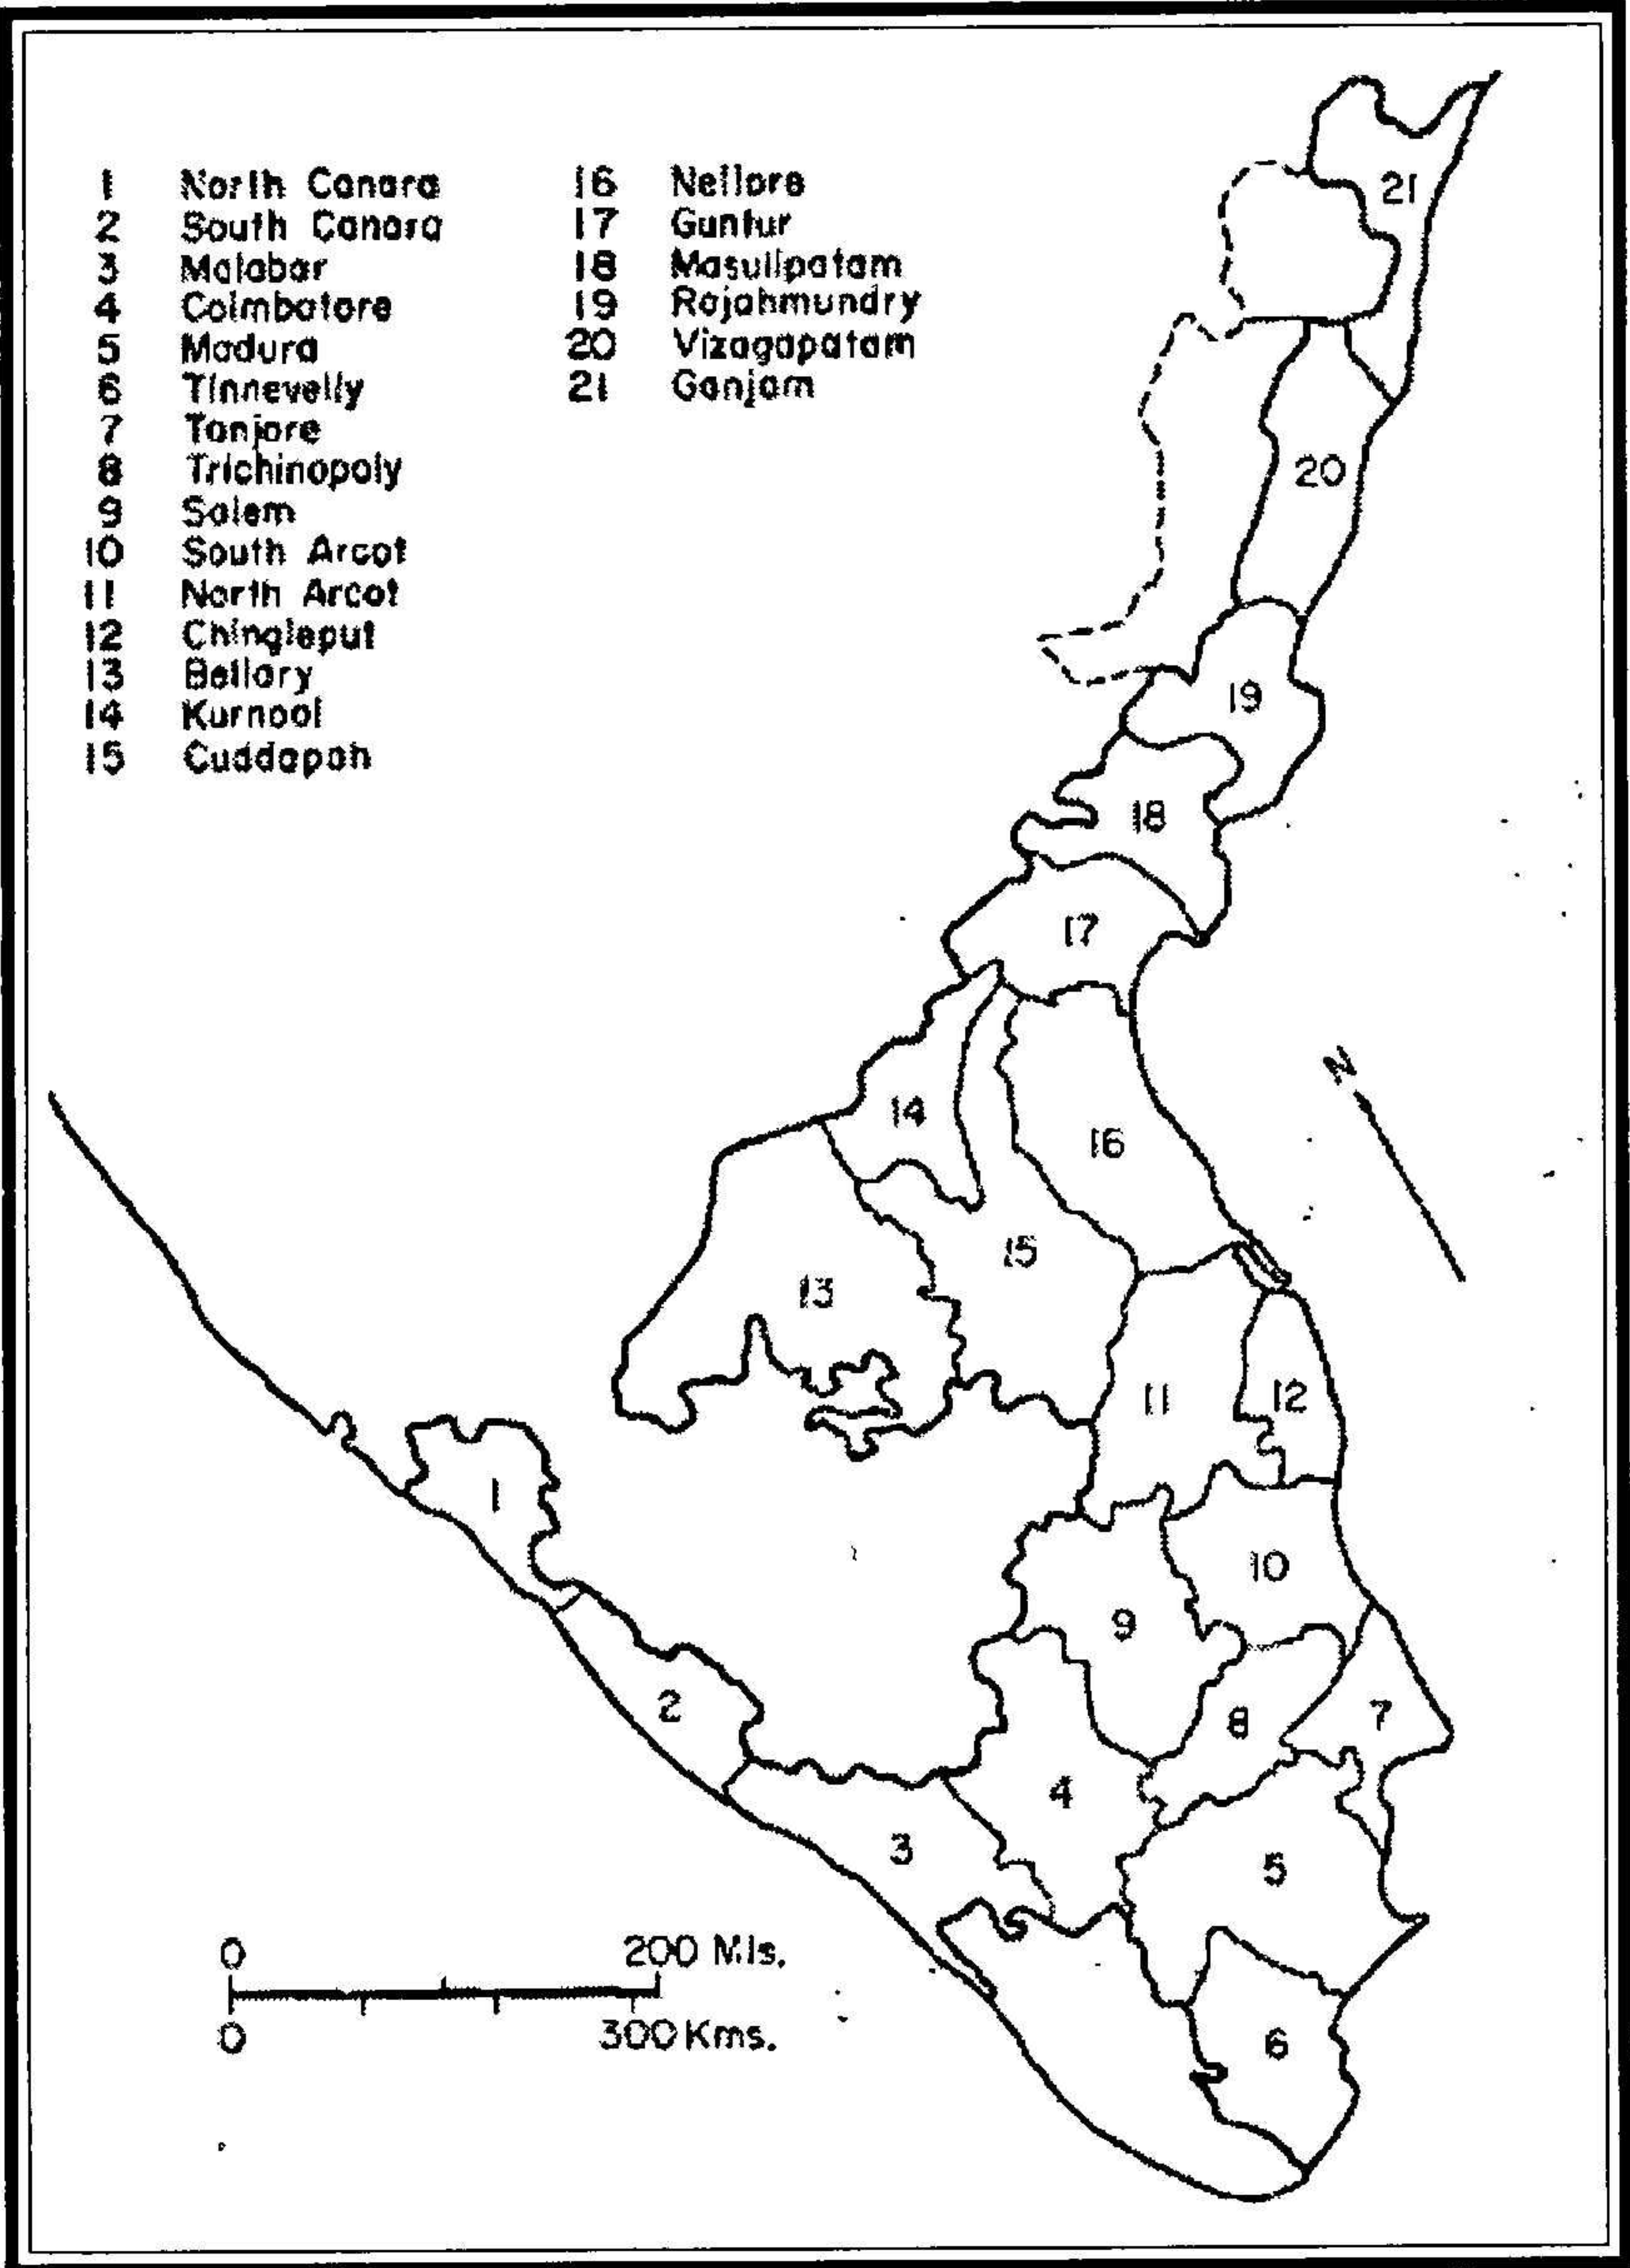 1 North Canara
2 South Canara
3 Malabar
4 Coimbatore
5 Madura
6 Tinnevelly
7 Tanjore
8 Trichinopoly
9 Salem
10 South Arcot
11 North Arcot
12 Chingleput
13 Bellary
14 Kurnool
15 Cuddapah
16 Nellore
17 Guntur
18 Masulipatam
19 Rajahmundry
20 Vizagapatam
21 Ganjam
21
20
19
18
17
N
14
16
15
13
11
12
1
10
9
2
8
7
4
3
5
0 200 Mls.
0 300 Kms.
6